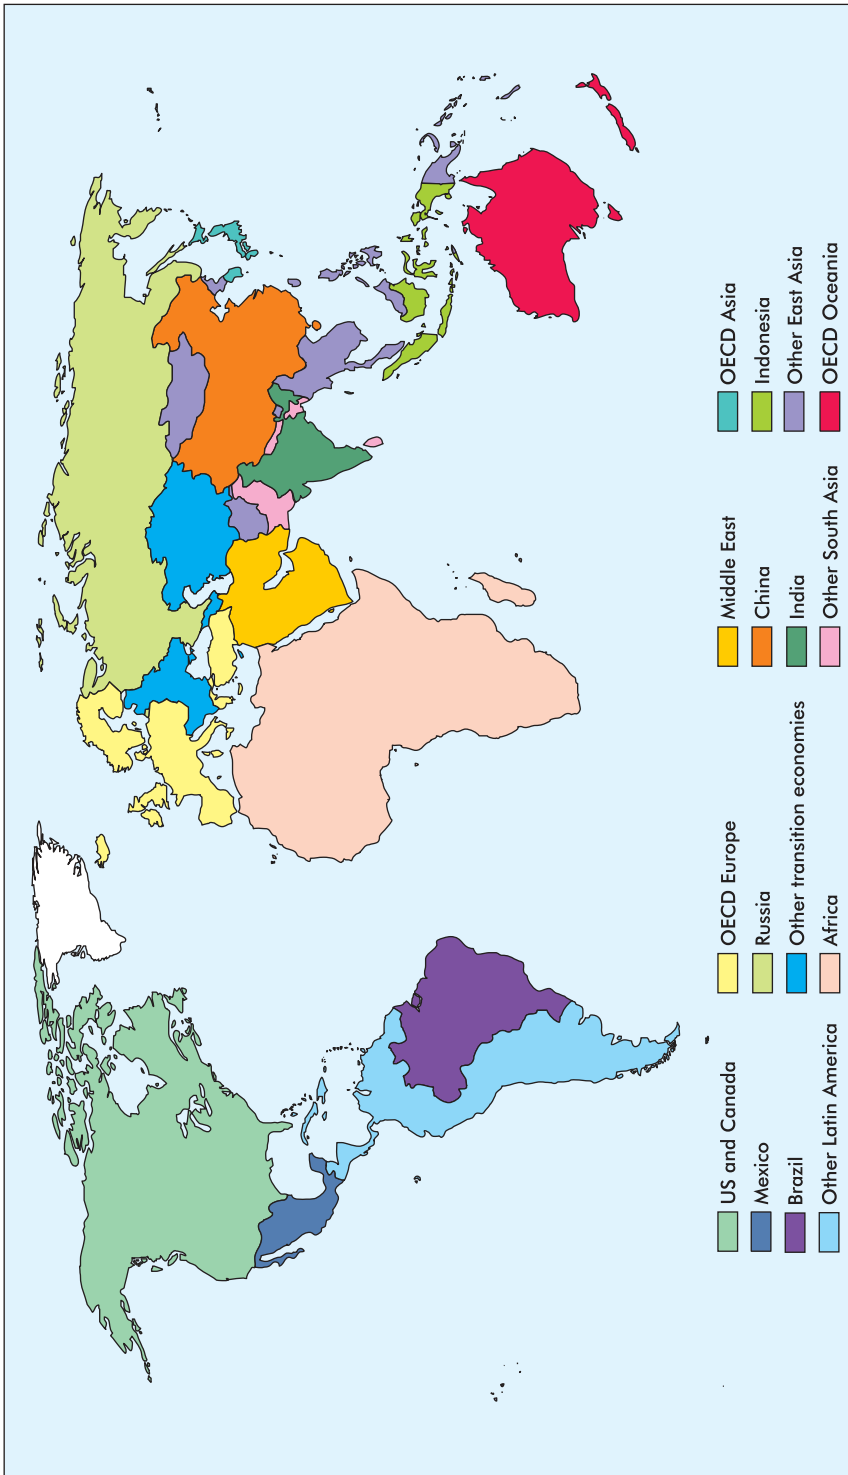 US and Canada
Mexico
Brazil
Other Latin America
OECD Europe
Russia
Other transition economies
Africa
Middle East
China
India
Other South Asia
OECD Asia
Indonesia
Other East Asia
OECD Oceania